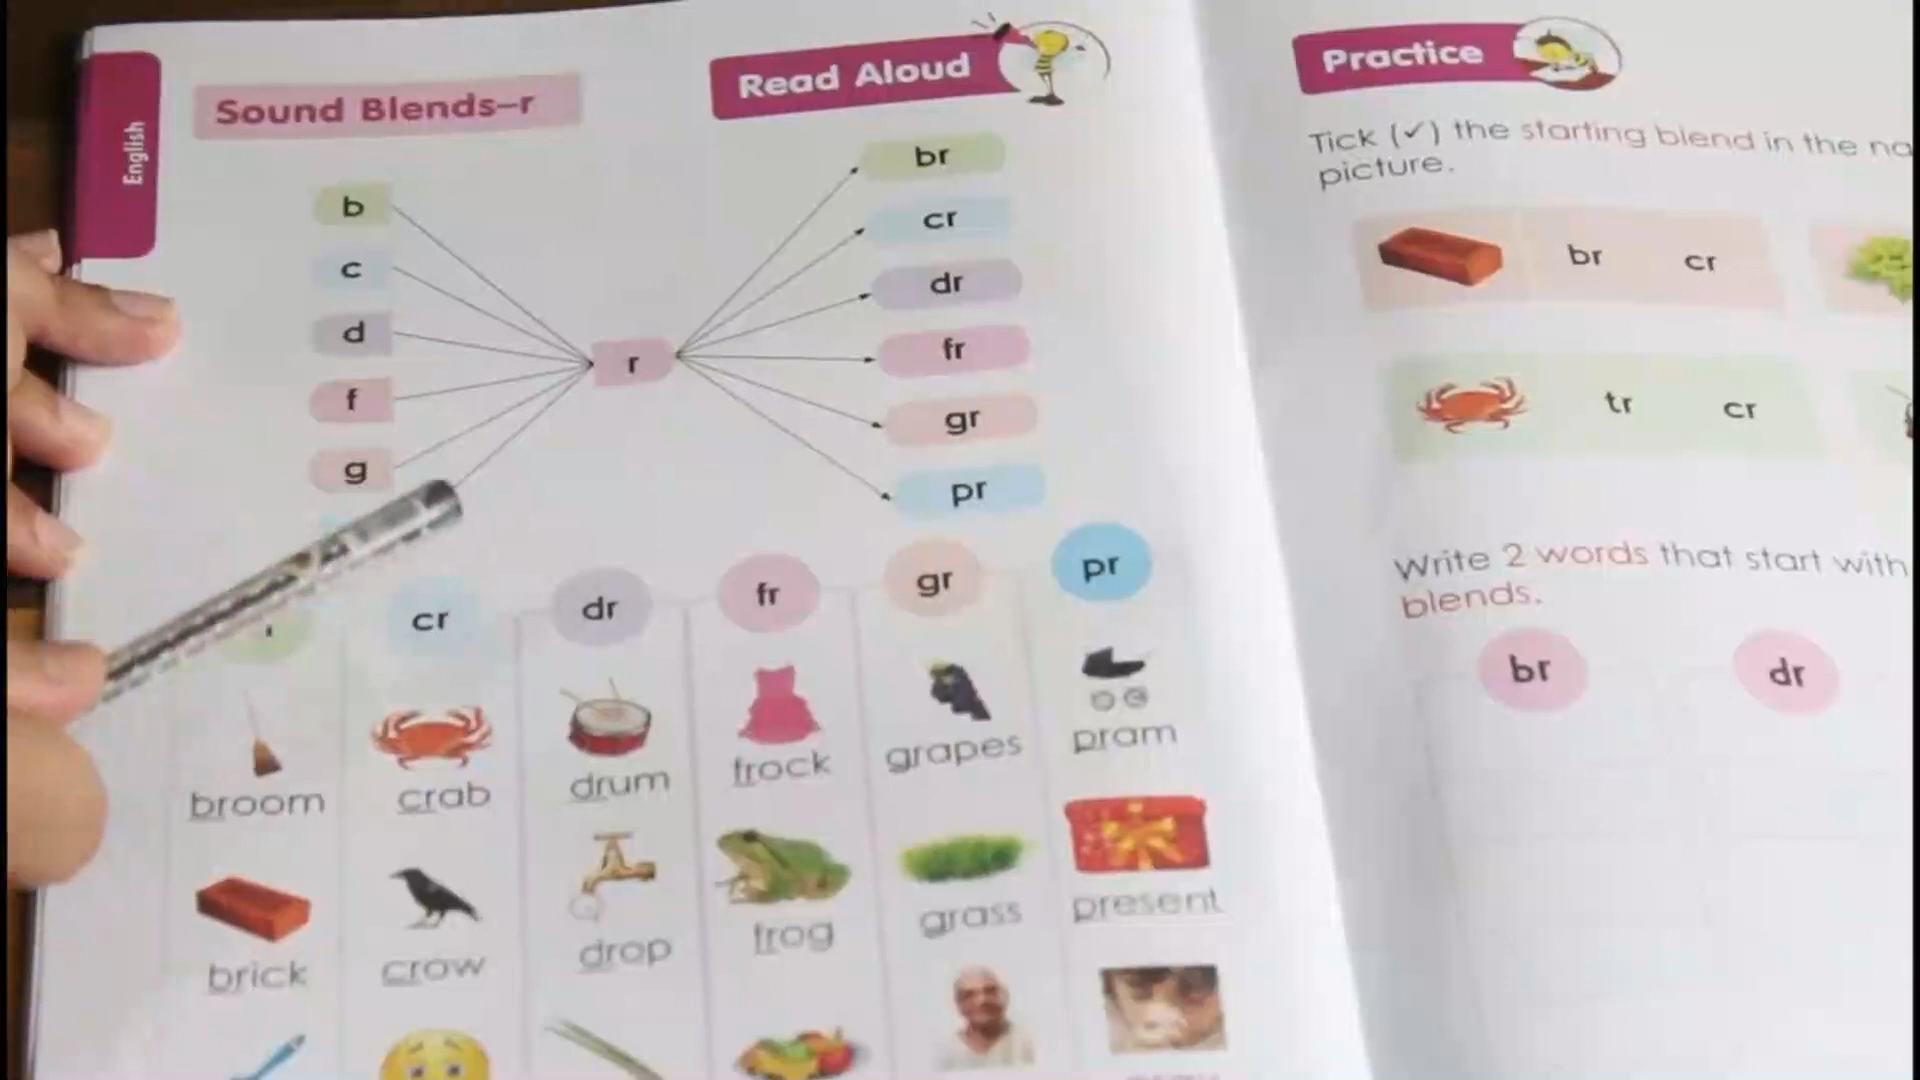 English
Sound Blends–r
Read Aloud
b
c
d
f
g
r
br
cr
dr
fr
gr
pr
cr
dr
fr
gr
pr
broom
crab
drum
frock
grapes
pram
brick
crow
drop
frog
grass
present
Practice
Tick (✓) the starting blend in the
picture.
br cr
tr cr
Write 2 words that start with
blends.
br dr